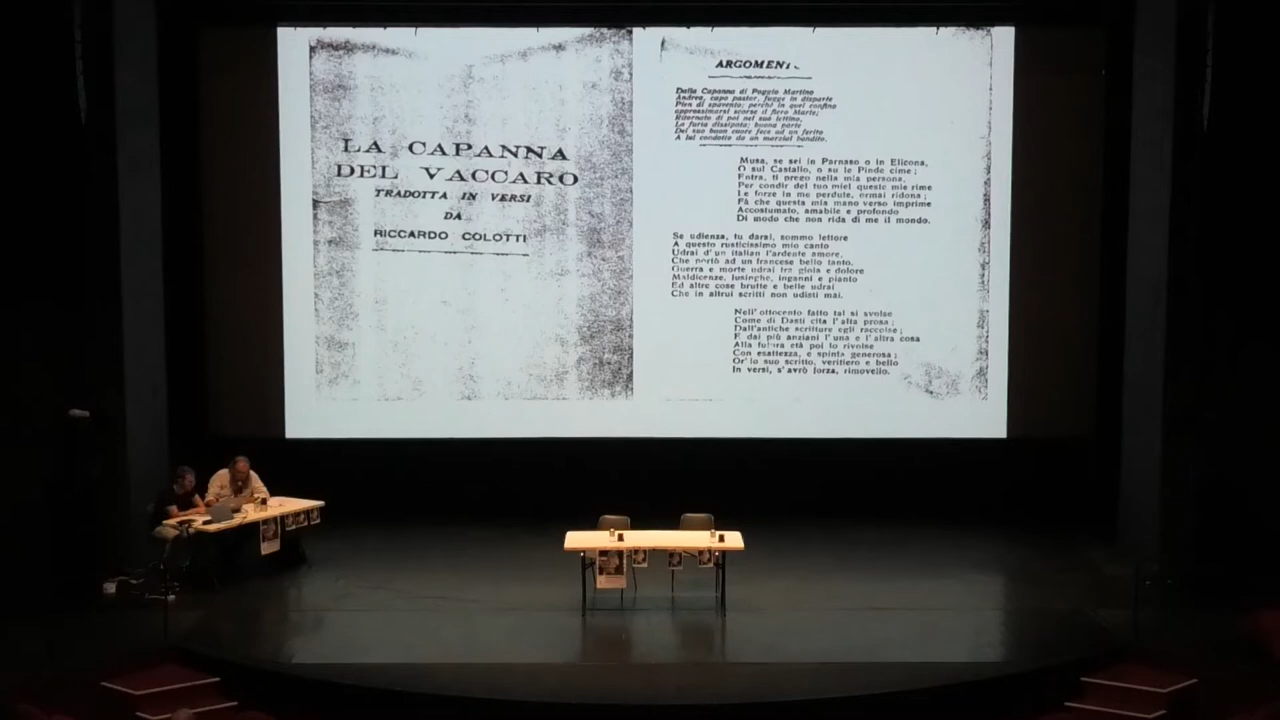 LA CAPANNA
DEL VACCARO
TRADOTTA IN VERSI
DA
RICCARDO COLOTTI
ARGOMEN
Dalla Capanna di Poggio Martino
Andrea, capo pastor, fugge in disparte
Pien di spavento; perchè in quel confino
approssimarsi scorse il fiero Marte;
Ritornato di poi nel suo lettino,
La furia dissipata; buona parte
Del suo buon cuore fece ad un ferito
A lui condotto da un marzial bandito.
Musa, se sei in Parnaso o in Elicona,
O sul Castalio, o su le Pinde cime;
Entra, ti prego nella mia persona,
Per condir del tuo miel queste mie rime
Le forze in me perdute, ormai ridona;
Fà che questa mia mano verso imprime
Accostumato, amabile e profondo
Di modo che non rida di me il mondo.
Se udienza, tu darai, sommo lettore
A questo rusticissimo mio canto
Udrai d'un italian l'ardente amore,
Che portò ad un francese bello tanto.
Guerra e morte udrai tra gioia e dolore
Maldicenze, lusinghe, inganni e pianto
Ed altre cose brutte e belle udrai
Che in altrui scritti non udisti mai.
Nell'ottocento fatto tal si svolse
Come di Dasti cita l'alta prosa;
Dall'antiche scritture egli raccolse;
E dai più anziani l'una e l'altra cosa
Alla futura età poi lo rivolse
Con esattezza, e spinta generosa;
Or' lo suo scritto, veritiero e bello
In versi, s'avrò forza, rimovello.